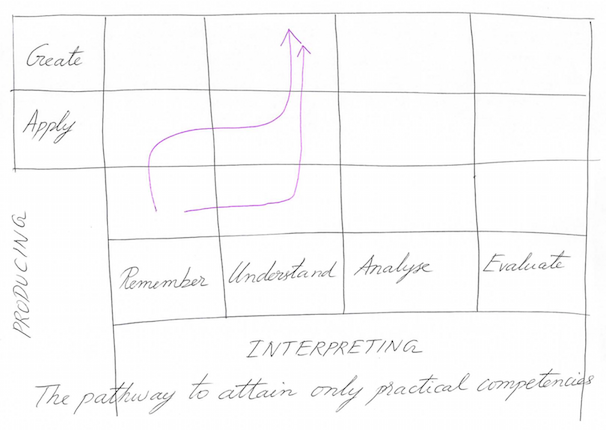 Create
Apply
PRODUCING
Remember Understand Analyse Evaluate
INTERPRETING
The pathway to attain only practical competencies